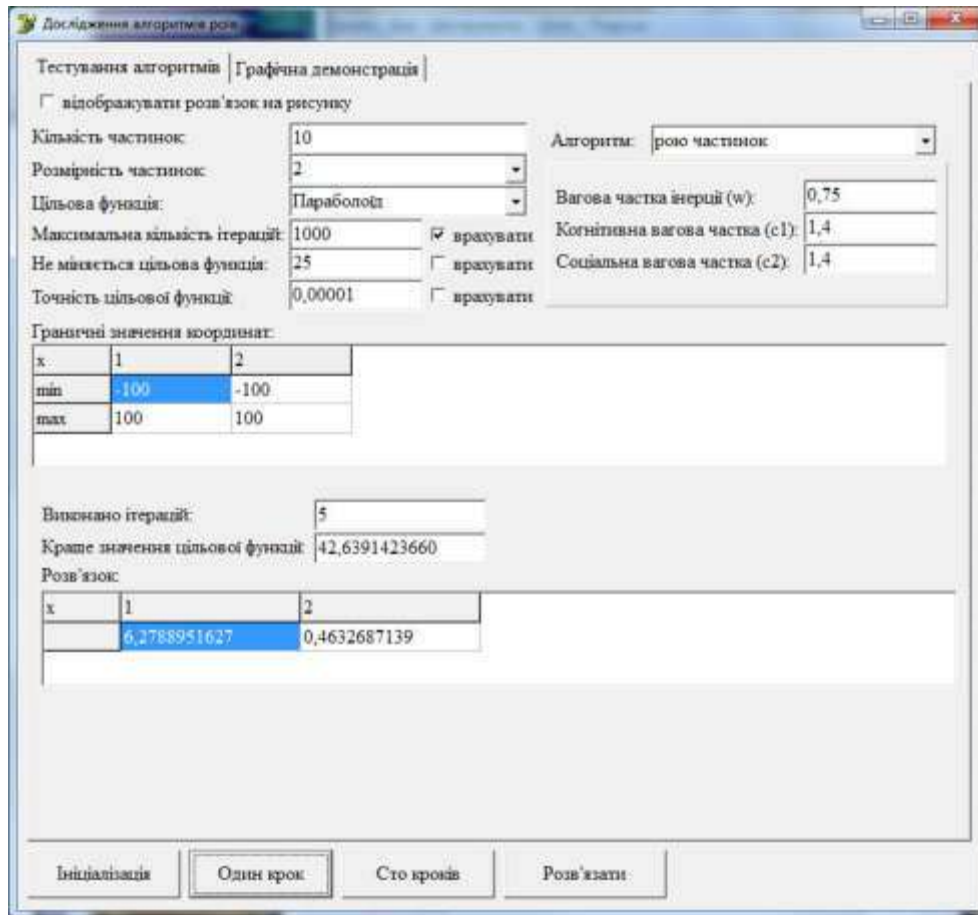 Дослідження алгоритмів рою
Тестування алгоритмів Графічна демонстрація
відображувати розв'язок на рисунку
Кількість частинок: 10
Алгоритм: рою частинок
Розмірність частинок: 2
Цільова функція: Параболоїд
Вагова частка інерції (w): 0,75
Максимальна кількість ітерацій: 1000 врахувати
Когнітивна вагова частка (c1): 1,4
Не міняється цільова функція: 25 врахувати
Соціальна вагова частка (c2): 1,4
Точність цільової функції: 0,00001 врахувати
Граничні значення координат:
x 1 2
min -100 -100
max 100 100
Виконано ітерацій: 5
Краще значення цільової функції: 42,6391423660
Розв'язок:
x 1 2
6,2788951627 0,4632687139
Ініціалізація Один крок Сто кроків Розв'язати